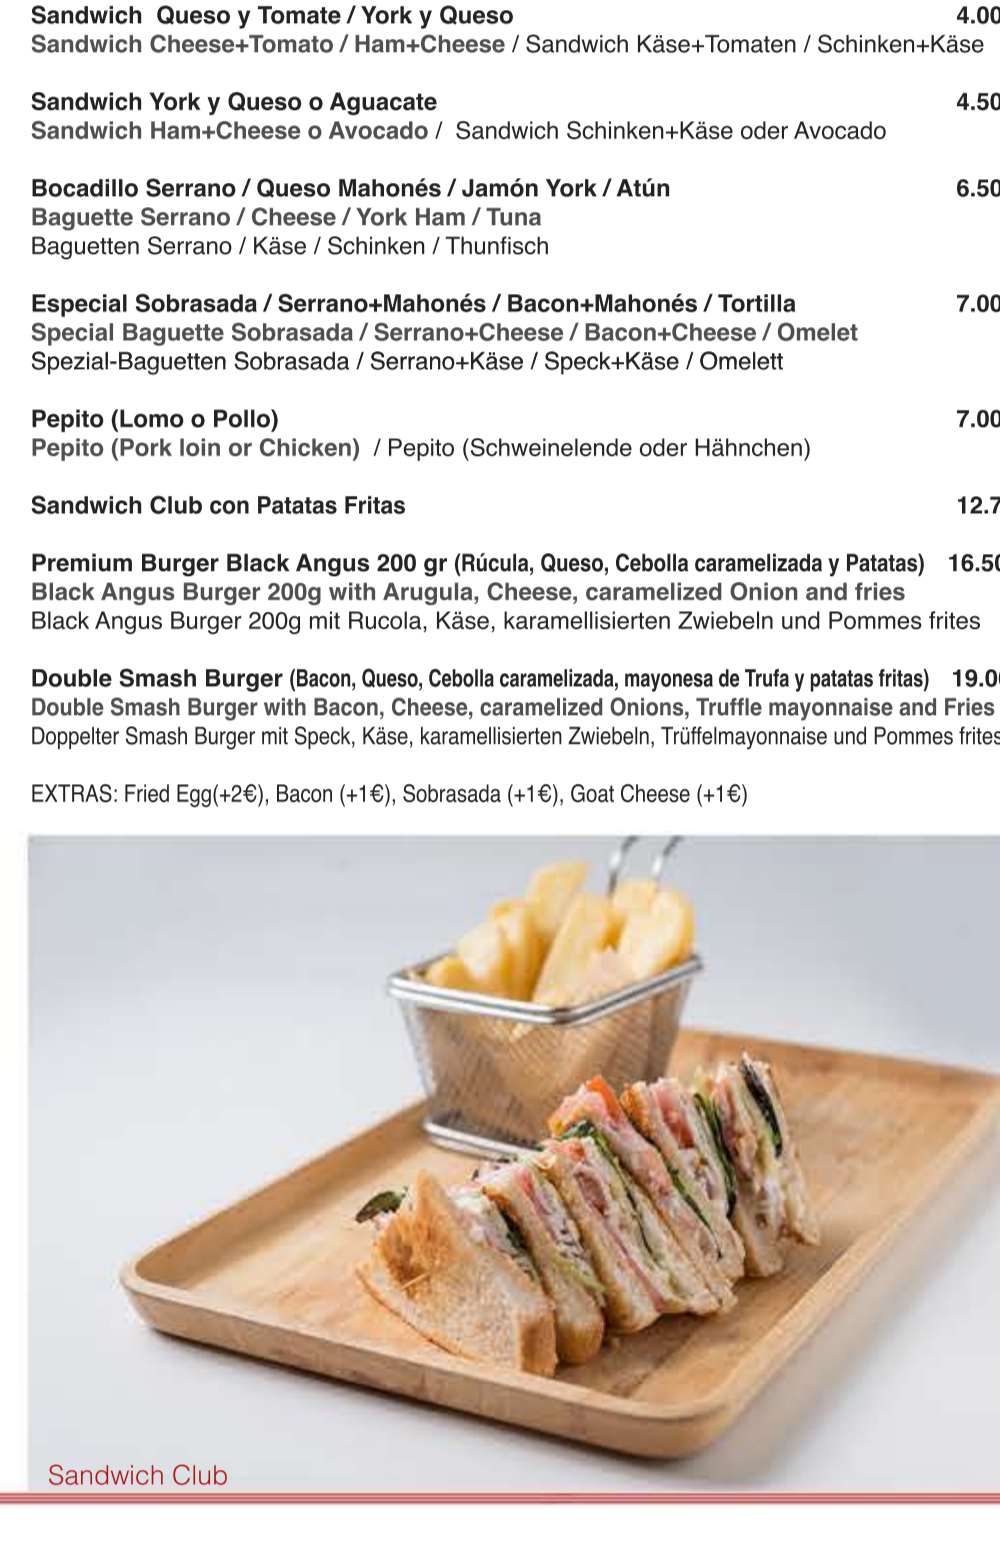 Sandwich Queso y Tomate / York y Queso 4.00
Sandwich Cheese+Tomato / Ham+Cheese / Sandwich Käse+Tomaten / Schinken+Käse
Sandwich York y Queso o Aguacate 4.50
Sandwich Ham+Cheese o Avocado / Sandwich Schinken+Käse oder Avocado
Bocadillo Serrano / Queso Mahonés / Jamón York / Atún 6.50
Baguette Serrano / Cheese / York Ham / Tuna
Baguetten Serrano / Käse / Schinken / Thunfisch
Especial Sobrasada / Serrano+Mahonés / Bacon+Mahonés / Tortilla 7.00
Special Baguette Sobrasada / Serrano+Cheese / Bacon+Cheese / Omelet
Spezial-Baguetten Sobrasada / Serrano+Käse / Speck+Käse / Omelett
Pepito (Lomo o Pollo) 7.00
Pepito (Pork loin or Chicken) / Pepito (Schweinelende oder Hähnchen)
Sandwich Club con Patatas Fritas 12.7
Premium Burger Black Angus 200 gr (Rúcula, Queso, Cebolla caramelizada y Patatas) 16.50
Black Angus Burger 200g with Arugula, Cheese, caramelized Onion and fries
Black Angus Burger 200g mit Rucola, Käse, karamellisierten Zwiebeln und Pommes frites
Double Smash Burger (Bacon, Queso, Cebolla caramelizada, mayonesa de Trufa y patatas fritas) 19.00
Double Smash Burger with Bacon, Cheese, caramelized Onions, Truffle mayonnaise and Fries
Doppelter Smash Burger mit Speck, Käse, karamellisierten Zwiebeln, Trüffelmayonnaise und Pommes frites
EXTRAS: Fried Egg(+2€), Bacon (+1€), Sobrasada (+1€), Goat Cheese (+1€)
Sandwich Club